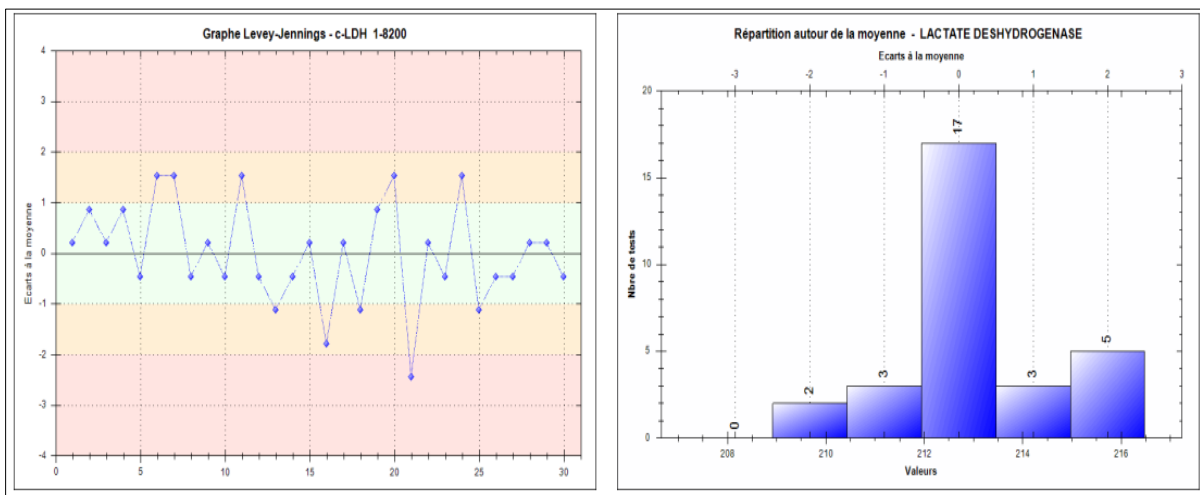 Graphe Levey-Jennings - c-LDH 1-8200
4
3
2
1
0
-1
-2
-3
-4
Ecarts à la moyenne
0 5 10 15 20 25 30
Répartition autour de la moyenne - LACTATE DESHYDROGENASE
Ecarts à la moyenne
-3 -2 -1 0 1 2 3
20
15
10
5
0
Nbre de tests
0 2 3 17 3 5
208 210 212 214 216
Valeurs